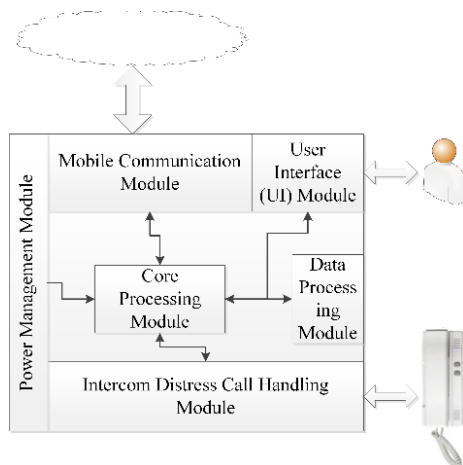 Power Management Module
Mobile Communication
Module
User
Interface
(UI) Module
Core
Processing
Module
Data
Process
ing
Module
Intercom Distress Call Handling
Module